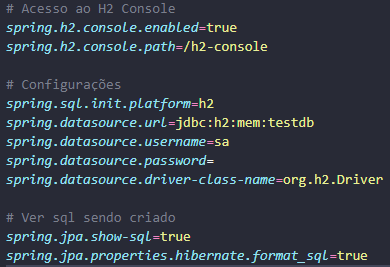 # Acesso ao H2 Console
spring.h2.console.enabled=true
spring.h2.console.path=/h2-console
# Configurações
spring.sql.init.platform=h2
spring.datasource.url=jdbc:h2:mem:testdb
spring.datasource.username=sa
spring.datasource.password=
spring.datasource.driver-class-name=org.h2.Driver
# Ver sql sendo criado
spring.jpa.show-sql=true
spring.jpa.properties.hibernate.format_sql=true